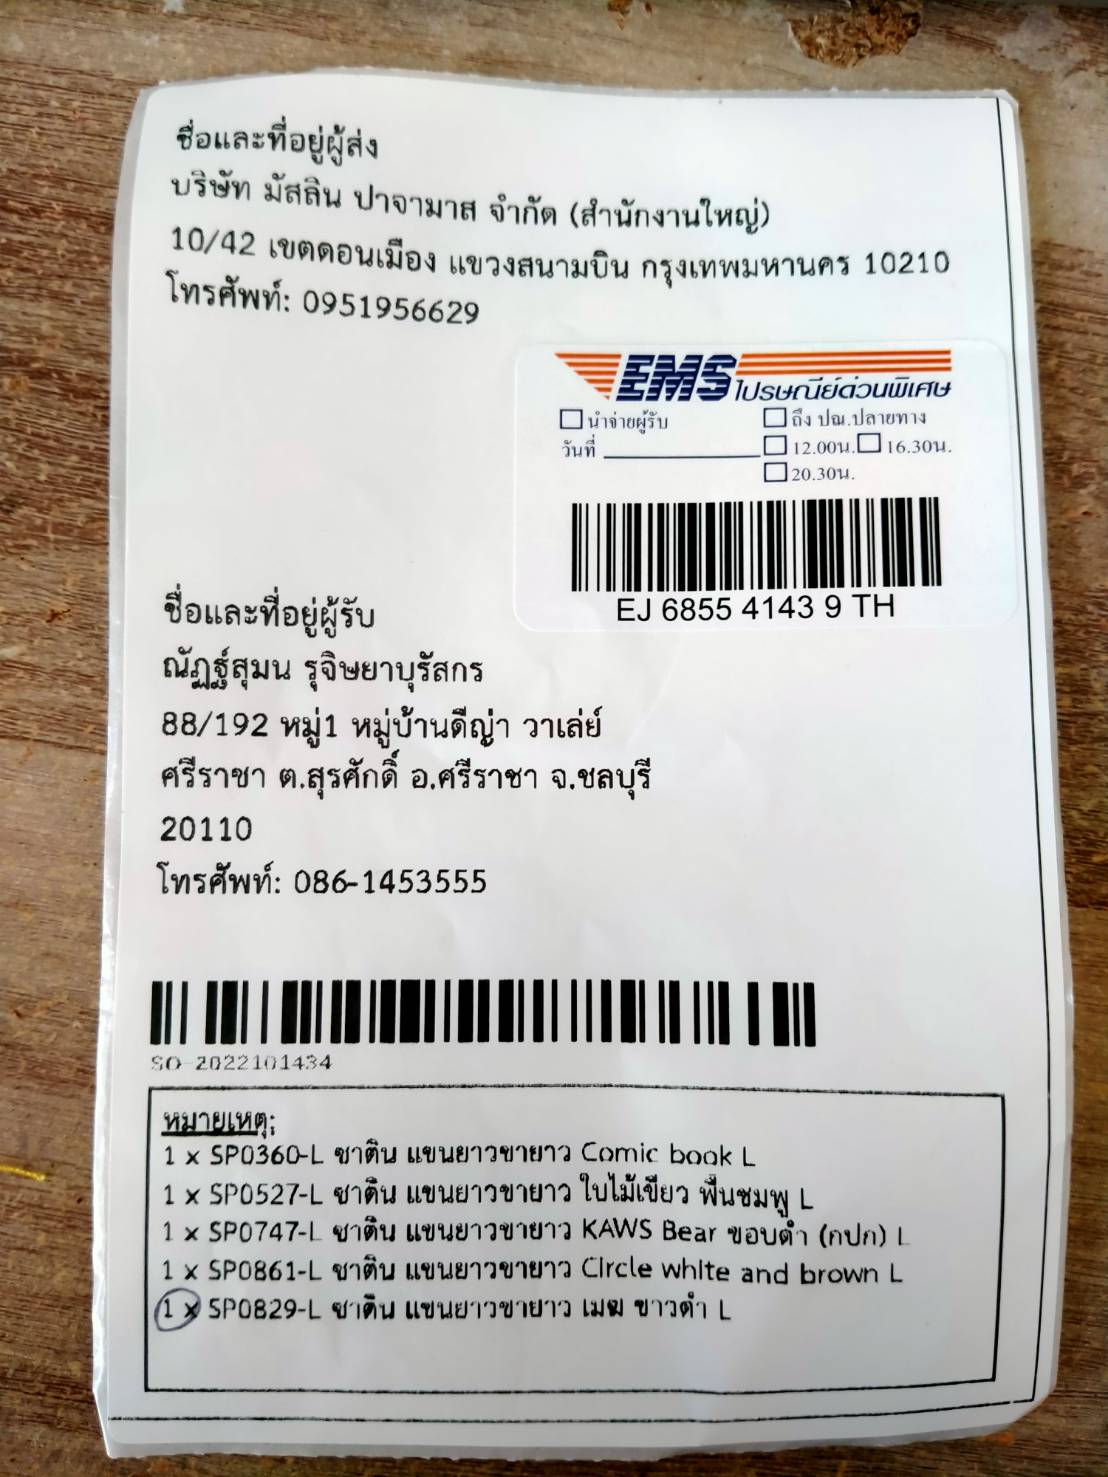 ชื่อและที่อยู่ผู้ส่ง
บริษัท มัสลิน ปาจามาส จำกัด (สำนักงานใหญ่)
10/42 เขตดอนเมือง แขวงสนามบิน กรุงเทพมหานคร 10210
โทรศัพท์: 0951956629
EMS ไปรษณีย์ด่วนพิเศษ
นำจ่ายผู้รับ ถึง ปณ.ปลายทาง
วันที่ 12.00น. 16.30น.
20.30น.
EJ 6855 4143 9 TH
ชื่อและที่อยู่ผู้รับ
ณัฏฐ์สุมน รุจิษยาบุรัสกร
88/192 หมู่1 หมู่บ้านดีญ่า วาเล่ย์
ศรีราชา ต.สุรศักดิ์ อ.ศรีราชา จ.ชลบุรี
20110
โทรศัพท์: 086-1453555
SO-2022101434
หมายเหตุ:
1 x SP0360-L ซาติน แขนยาวขายาว Comic book L
1 x SP0527-L ซาติน แขนยาวขายาว ใบไม้เขียว พื้นชมพู L
1 x SP0747-L ซาติน แขนยาวขายาว KAWS Bear ขอบดำ (กปก) L
1 x SP0861-L ซาติน แขนยาวขายาว Circle white and brown L
1 x SP0829-L ซาติน แขนยาวขายาว เมฆ ขาวดำ L